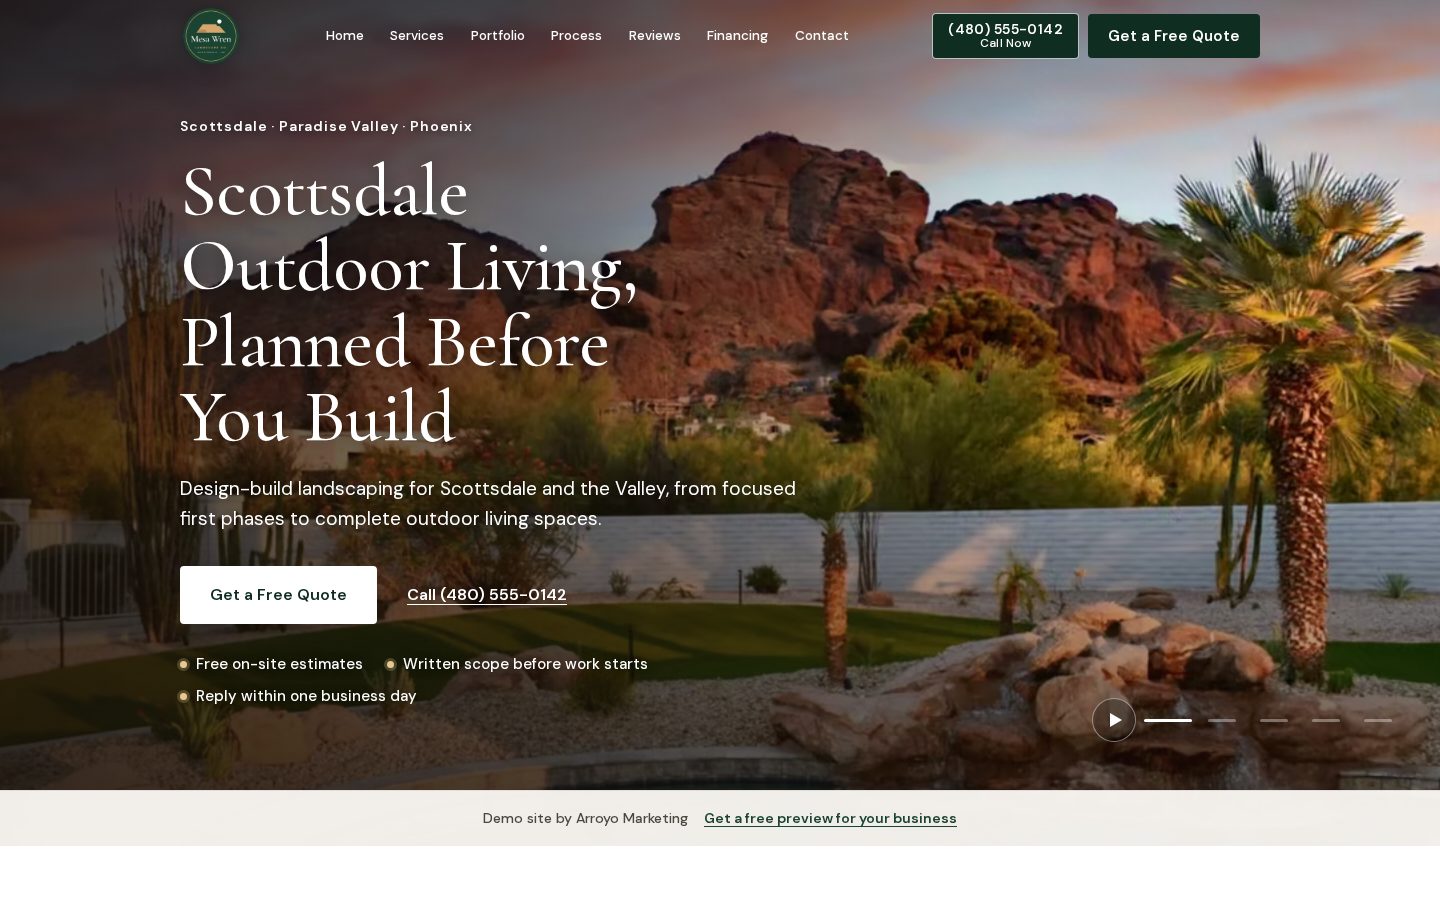 Mesa Wren
Home
Services
Portfolio
Process
Reviews
Financing
Contact
(480) 555-0142
Call Now
Get a Free Quote
Scottsdale · Paradise Valley · Phoenix
Scottsdale
Outdoor Living,
Planned Before
You Build
Design-build landscaping for Scottsdale and the Valley, from focused
first phases to complete outdoor living spaces.
Get a Free Quote
Call (480) 555-0142
Free on-site estimates
Written scope before work starts
Reply within one business day
Demo site by Arroyo Marketing
Get a free preview for your business